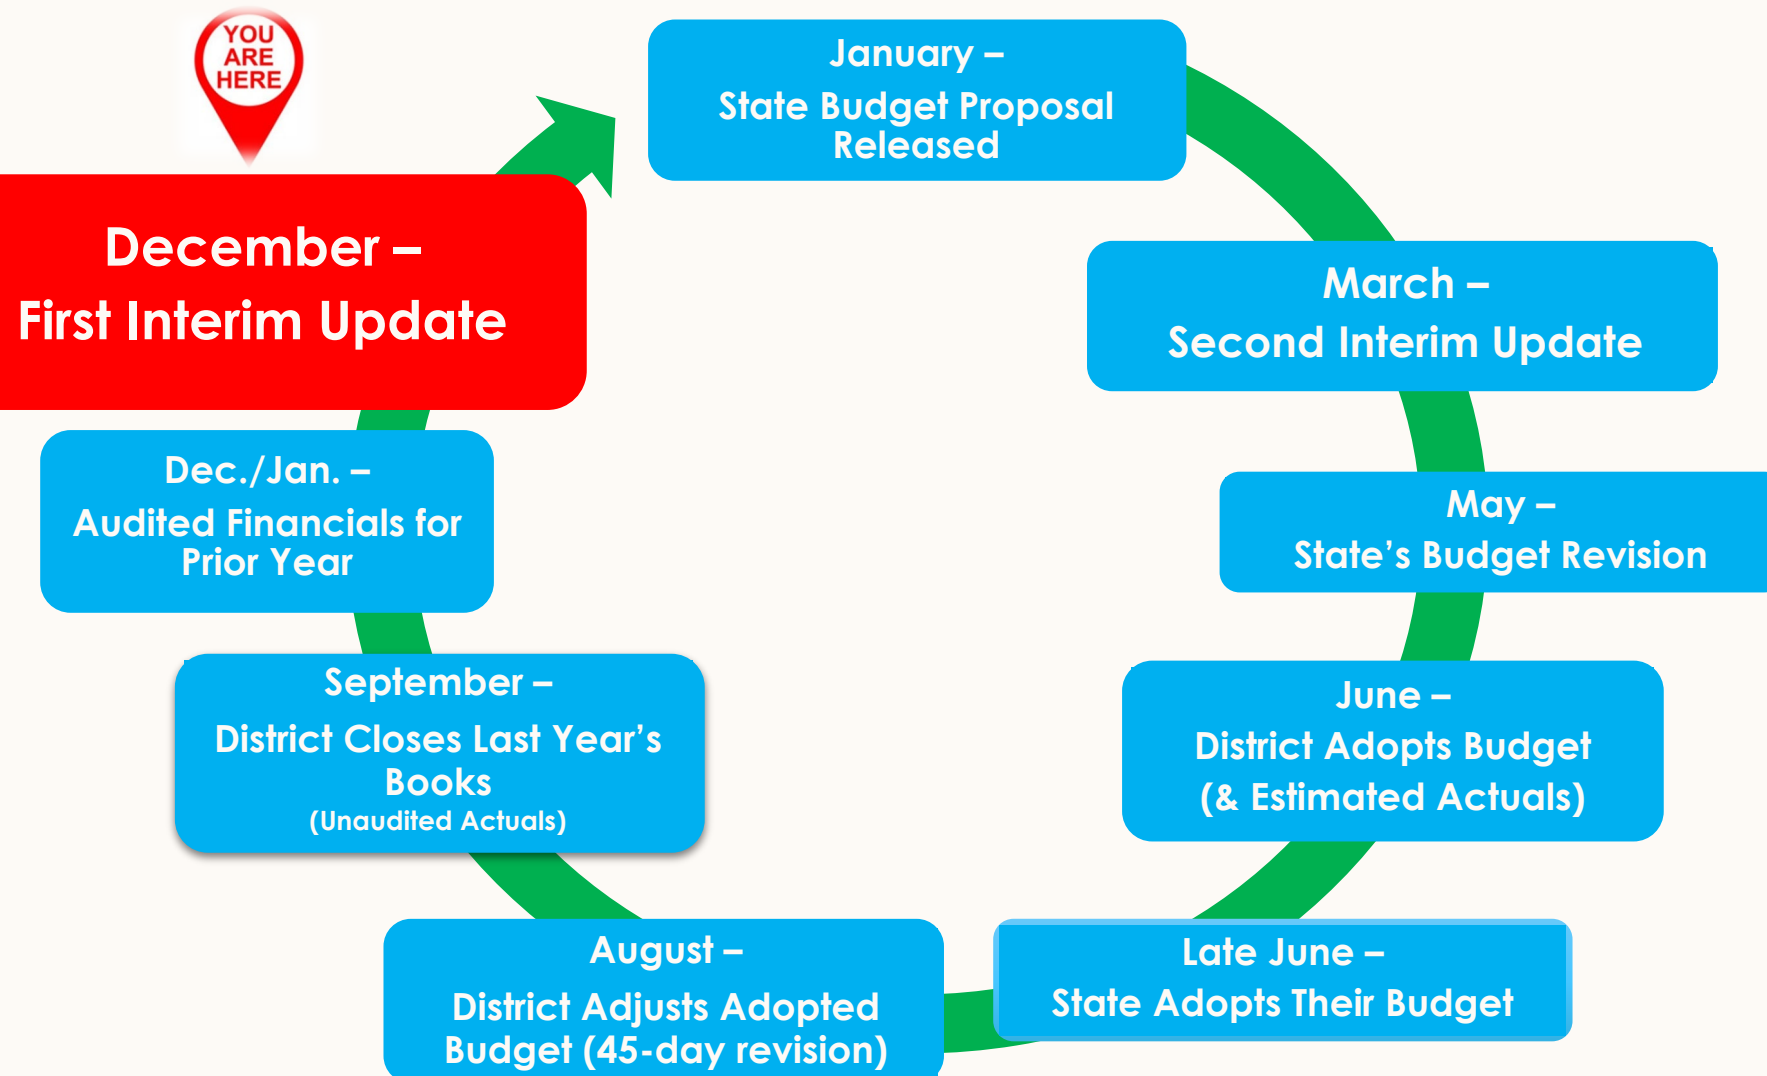 YOU
ARE
HERE
January –
State Budget Proposal
Released
December –
First Interim Update
March –
Second Interim Update
Dec./Jan. –
Audited Financials for
Prior Year
May –
State’s Budget Revision
September –
District Closes Last Year’s
Books
(Unaudited Actuals)
June –
District Adopts Budget
(& Estimated Actuals)
August –
District Adjusts Adopted
Budget (45-day revision)
Late June –
State Adopts Their Budget